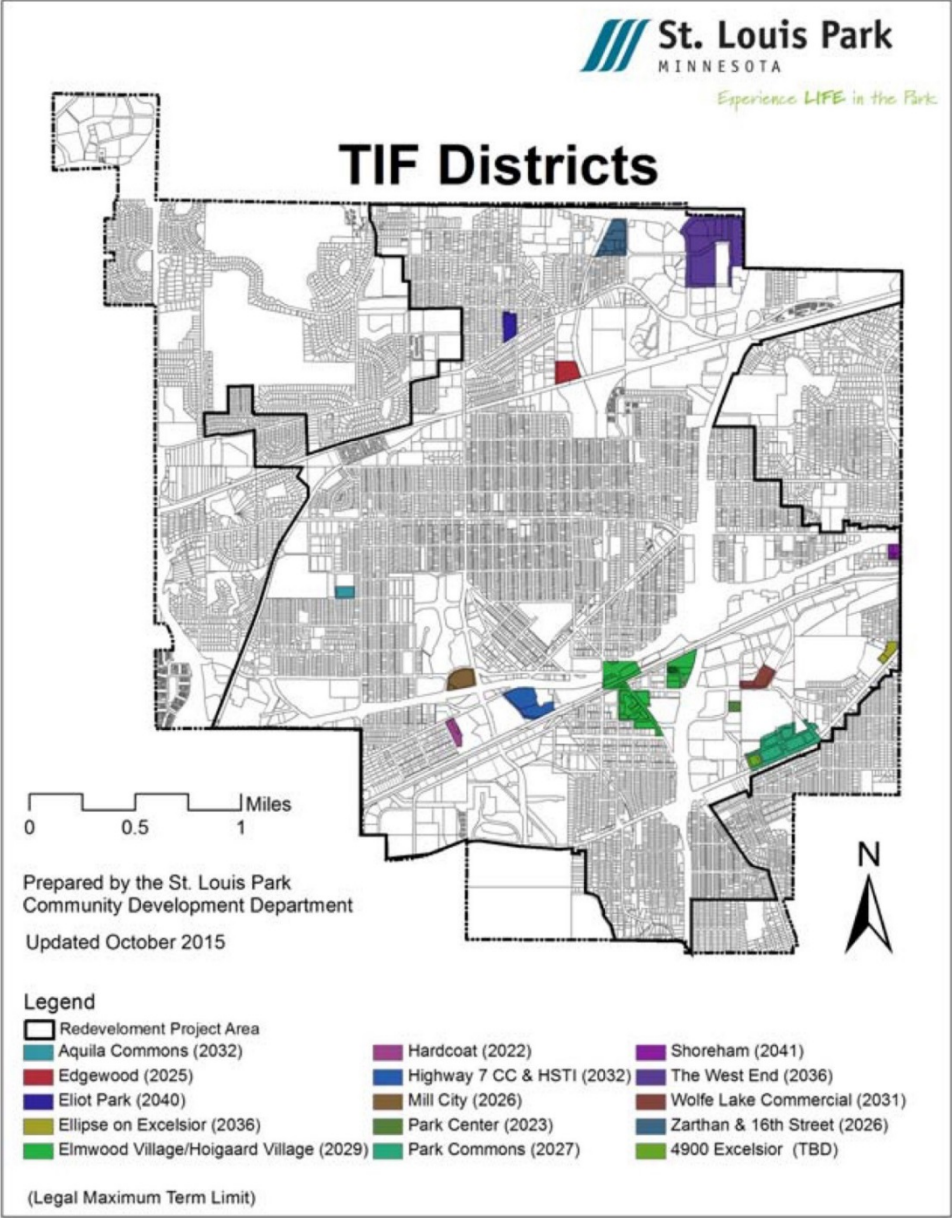 St. Louis Park
MINNESOTA
Experience LIFE in the Park
TIF Districts
Miles
0 0.5 1
N
Prepared by the St. Louis Park
Community Development Department
Updated October 2015
Legend
Redeveloment Project Area
Aquila Commons (2032)
Edgewood (2025)
Eliot Park (2040)
Ellipse on Excelsior (2036)
Elmwood Village/Hoigaard Village (2029)
Hardcoat (2022)
Highway 7 CC & HSTI (2032)
Mill City (2026)
Park Center (2023)
Park Commons (2027)
Shoreham (2041)
The West End (2036)
Wolfe Lake Commercial (2031)
Zarthan & 16th Street (2026)
4900 Excelsior (TBD)
(Legal Maximum Term Limit)